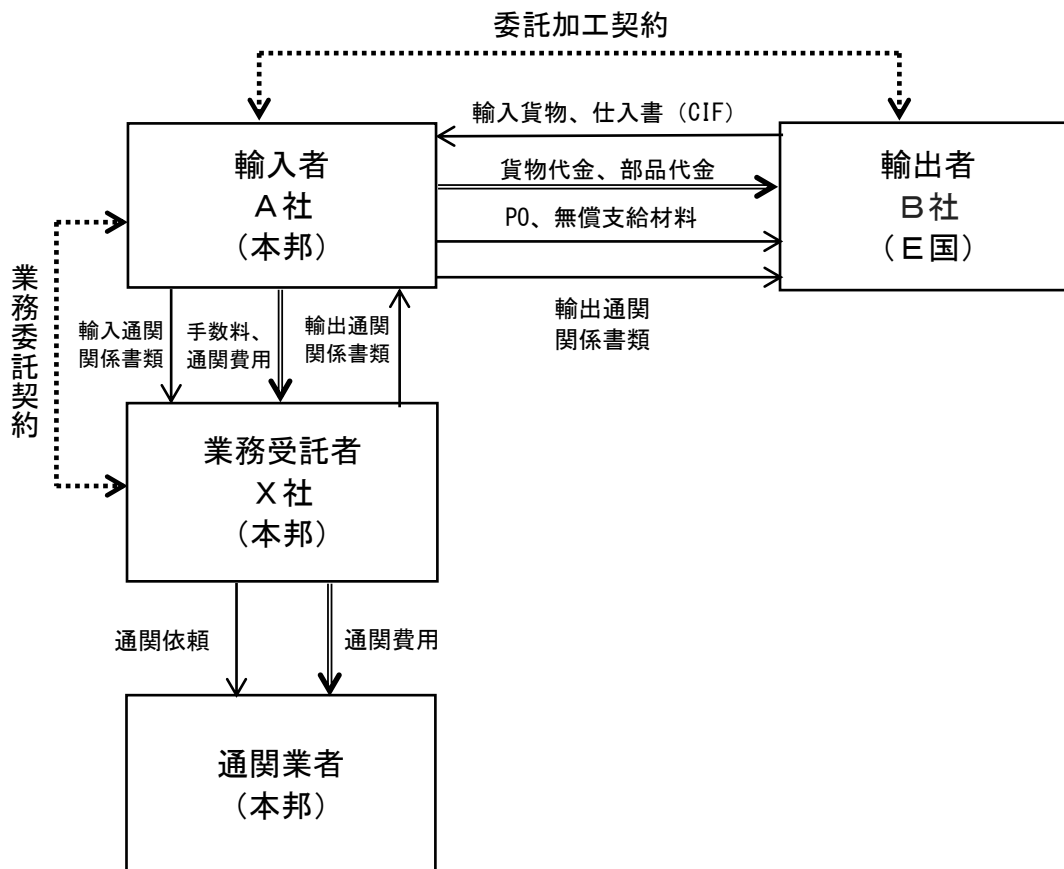 委託加工契約
輸入貨物、仕入書（CIF）
輸入者
Ａ社
（本邦）
貨物代金、部品代金
PO、無償支給材料
輸出者
Ｂ社
（Ｅ国）
輸出通関
関係書類
業務委託契約
輸入通関
関係書類
手数料、
通関費用
輸出通関
関係書類
業務受託者
Ｘ社
（本邦）
通関依頼
通関費用
通関業者
（本邦）